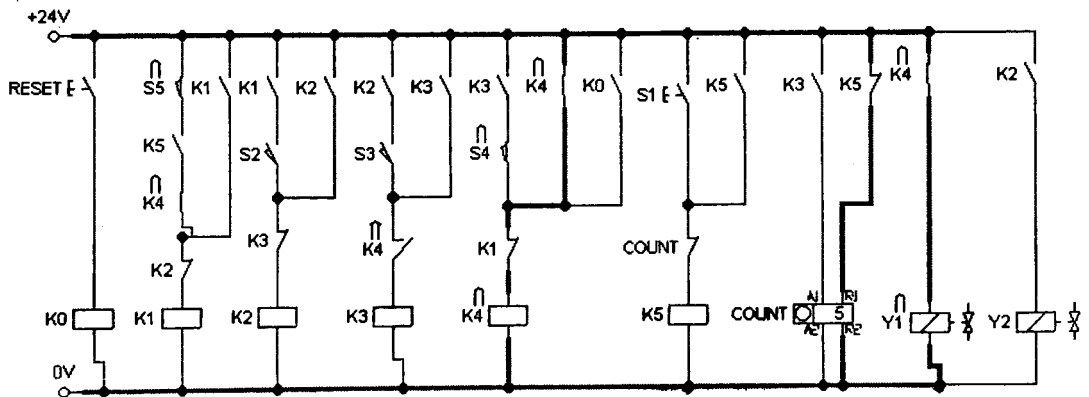 +24V
RESET S5 K1 K1 K2 K2 K3 K3 K4 K0 S1 K5 K3 K5 K4 K2
K5 S2 S3 S4
K4
K3 K4 K1 COUNT
K2
A1 R1
K0 K1 K2 K3 K4 K5 COUNT 5 Y1 Y2
A2 R2
0V